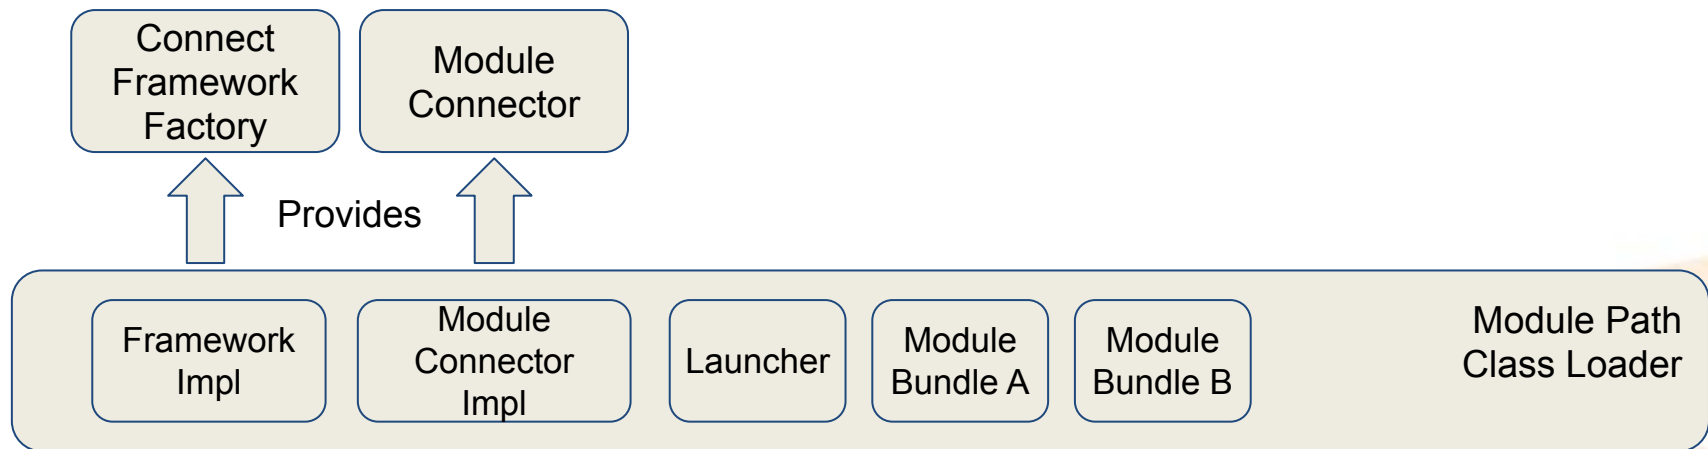 Connect
Framework
Factory
Module
Connector
Provides
Framework
Impl
Module
Connector
Impl
Launcher
Module
Bundle A
Module
Bundle B
Module Path
Class Loader